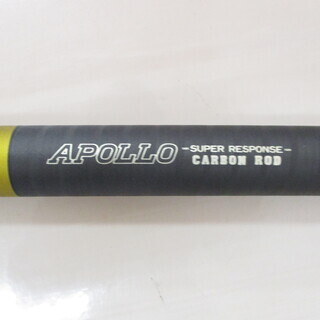 APOLLO -SUPER RESPONSE-
CARBON ROD